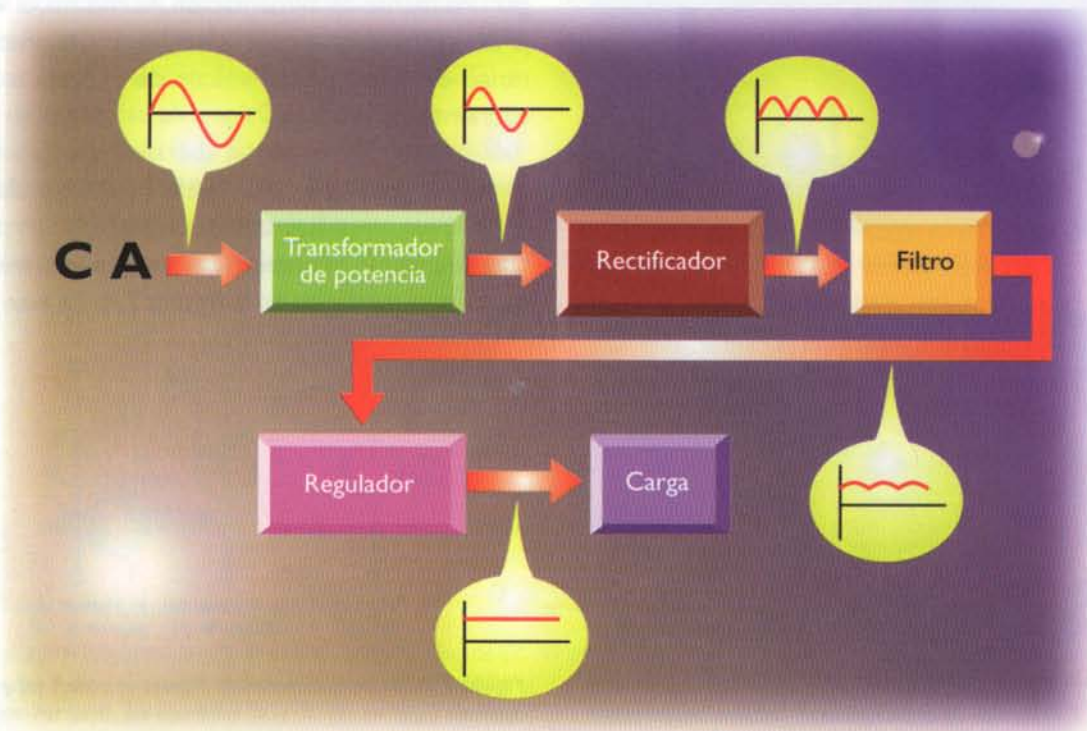 C A
Transformador
de potencia
Rectificador
Filtro
Regulador
Carga